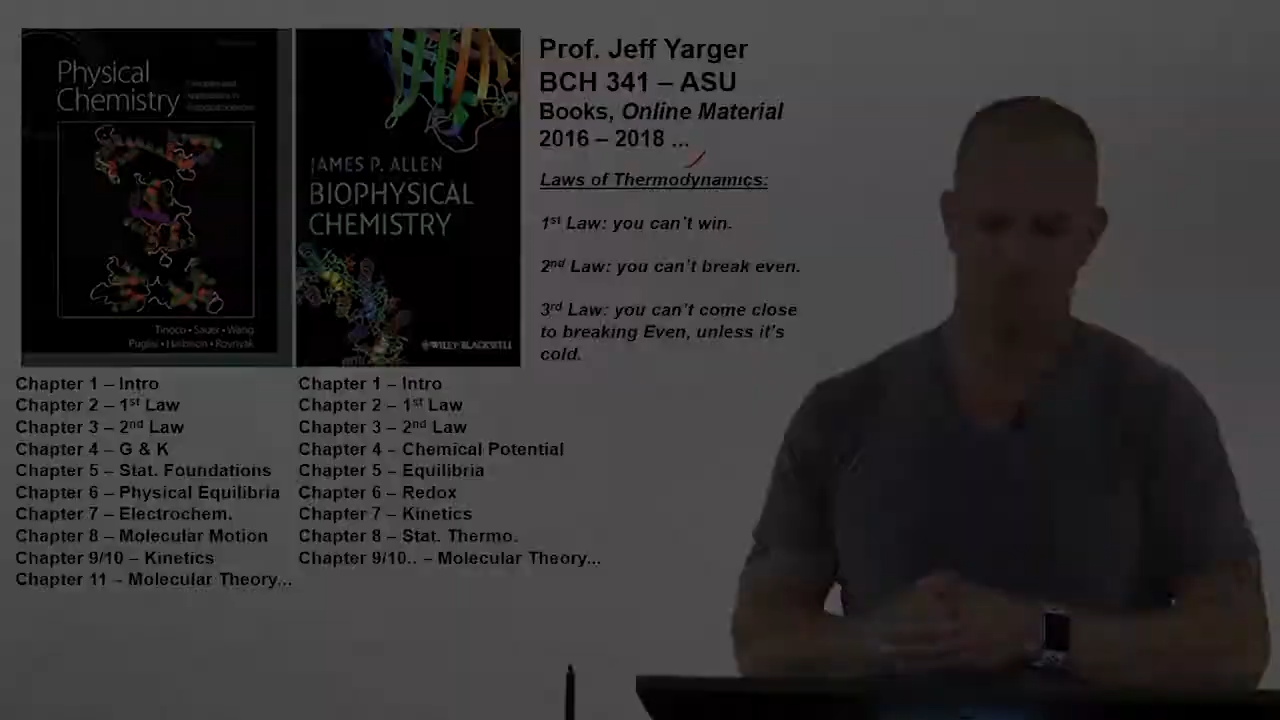 Physical
Chemistry
Tinoco • Sauer • Wang
Puglisi • Harbison • Rovnyak
JAMES P. ALLEN
BIOPHYSICAL
CHEMISTRY
WILEY-BLACKWELL
Prof. Jeff Yarger
BCH 341 – ASU
Books, Online Material
2016 – 2018 ...
Laws of Thermodynamics:
1st Law: you can't win.
2nd Law: you can't break even.
3rd Law: you can't come close
to breaking Even, unless it's
cold.
Chapter 1 – Intro
Chapter 2 – 1st Law
Chapter 3 – 2nd Law
Chapter 4 – G & K
Chapter 5 – Stat. Foundations
Chapter 6 – Physical Equilibria
Chapter 7 – Electrochem.
Chapter 8 – Molecular Motion
Chapter 9/10 – Kinetics
Chapter 11 – Molecular Theory...
Chapter 1 – Intro
Chapter 2 – 1st Law
Chapter 3 – 2nd Law
Chapter 4 – Chemical Potential
Chapter 5 – Equilibria
Chapter 6 – Redox
Chapter 7 – Kinetics
Chapter 8 – Stat. Thermo.
Chapter 9/10.. – Molecular Theory...